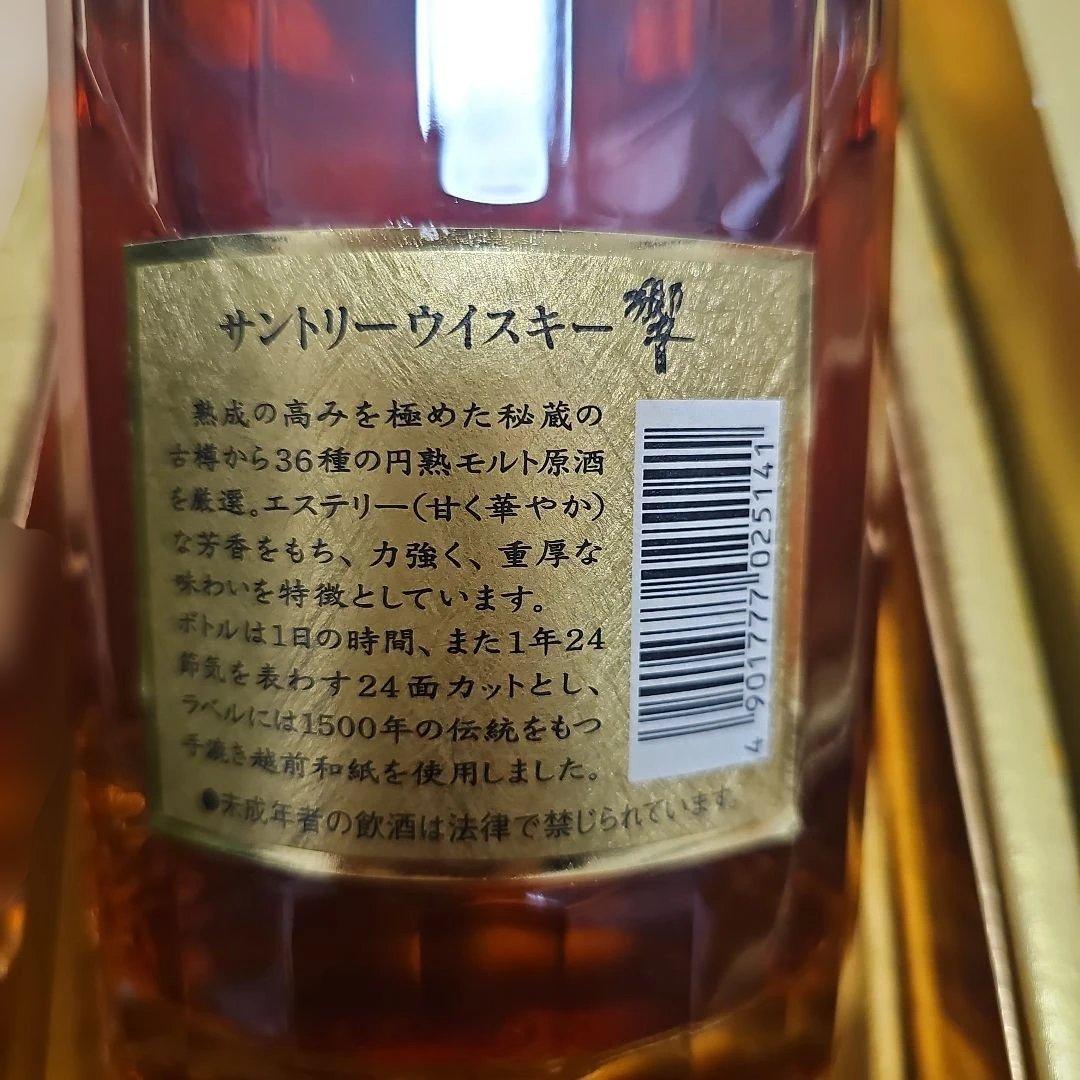 サントリーウイスキー響
熟成の高みを極めた秘蔵の
古樽から36種の円熟モルト原酒
を厳選。エステリー(甘く華やか)
な芳香をもち、力強く、重厚な
味わいを特徴としています。
ボトルは1日の時間、また1年24
節気を表わす24面カットとし、
ラベルには1500年の伝統をもつ
手漉き越前和紙を使用しました。
●未成年者の飲酒は法律で禁じられています。
4 901777 025141